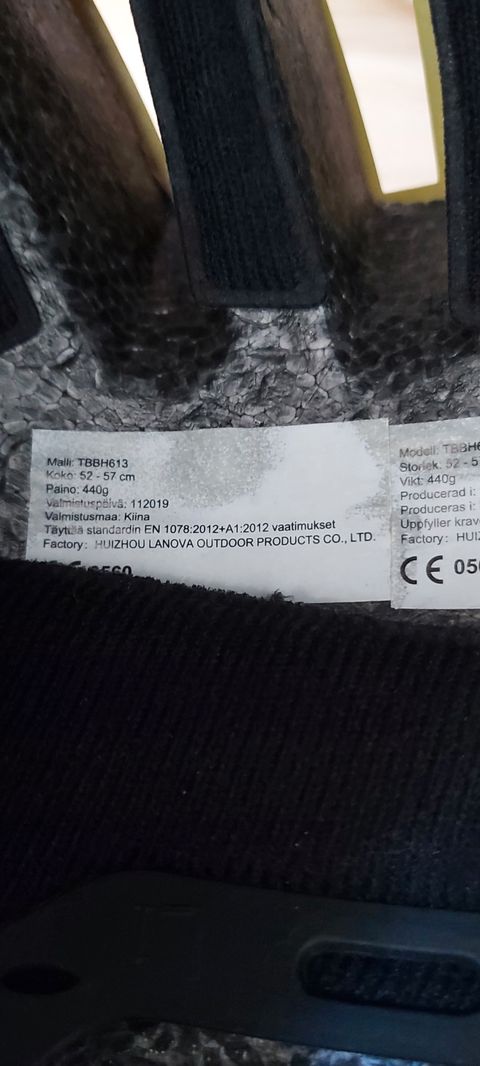 Malli: TBBH613
Koko: 52 - 57 cm
Paino: 440g
Valmistuspäivä: 112019
Valmistusmaa: Kiina
Täyttää standardin EN 1078:2012+A1:2012 vaatimukset
Factory: HUIZHOU LANOVA OUTDOOR PRODUCTS CO., LTD.
Modell: TBBH6
Storlek: 52 - 5
Vikt: 440g
Producerad i:
Produceras i:
Uppfyller krav
Factory: HUI
CE 05